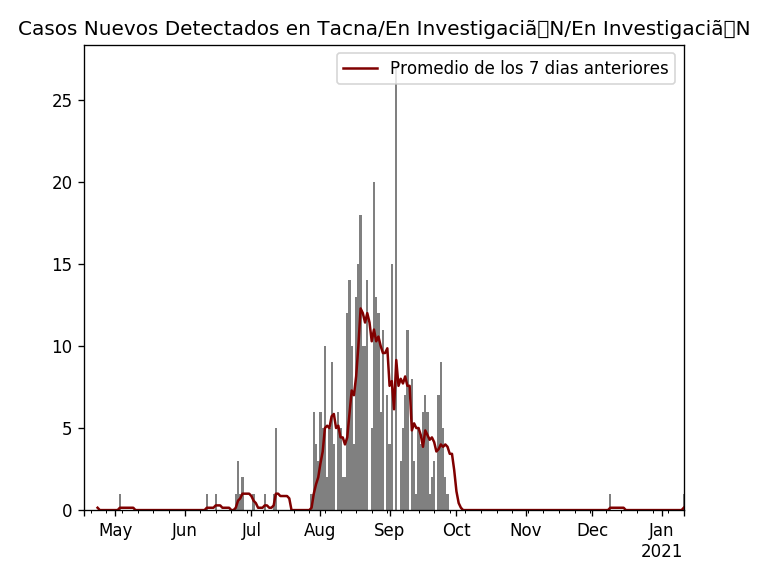 Casos Nuevos Detectados en Tacna/En Investigaciã▯N/En Investigaciã▯N
Promedio de los 7 dias anteriores
25
20
15
10
5
0
May Jun Jul Aug Sep Oct Nov Dec Jan
2021